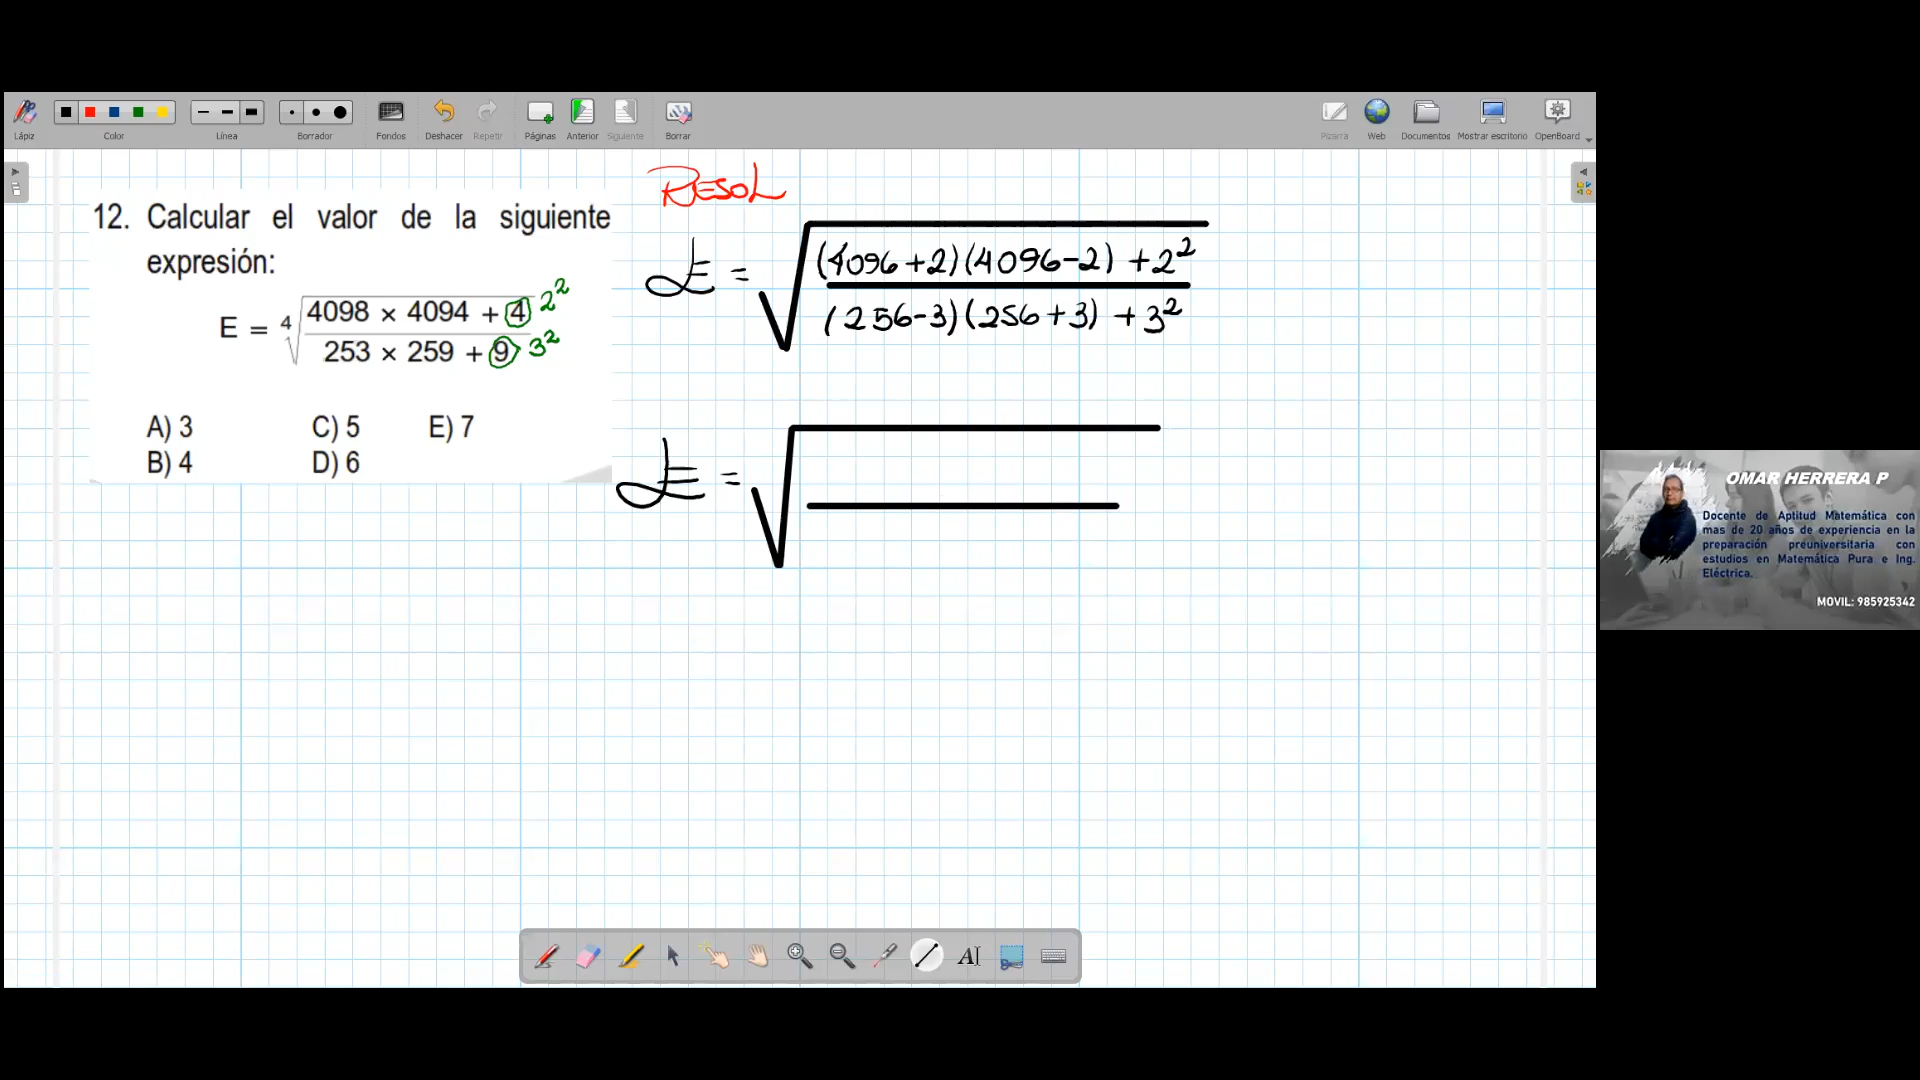 Lápiz
Color
Línea
Borrador
Fondos
Deshacer
Repetir
Páginas
Anterior
Siguiente
Borrar
Pizarra
Web
Documentos
Mostrar escritorio
OpenBoard
RESOL
12. Calcular el valor de la siguiente
expresión:
E = ⁴√ 4098 × 4094 + 4 2²
253 × 259 + 9 3²
A) 3 C) 5 E) 7
B) 4 D) 6
E = √ (4096+2)(4096-2) +2²
(256-3)(256+3) +3²
E = √
OMAR HERRERA P
Docente de Aptitud Matemática con
mas de 20 años de experiencia en la
preparación preuniversitaria con
estudios en Matemática Pura e Ing.
Eléctrica.
MOVIL: 985925342